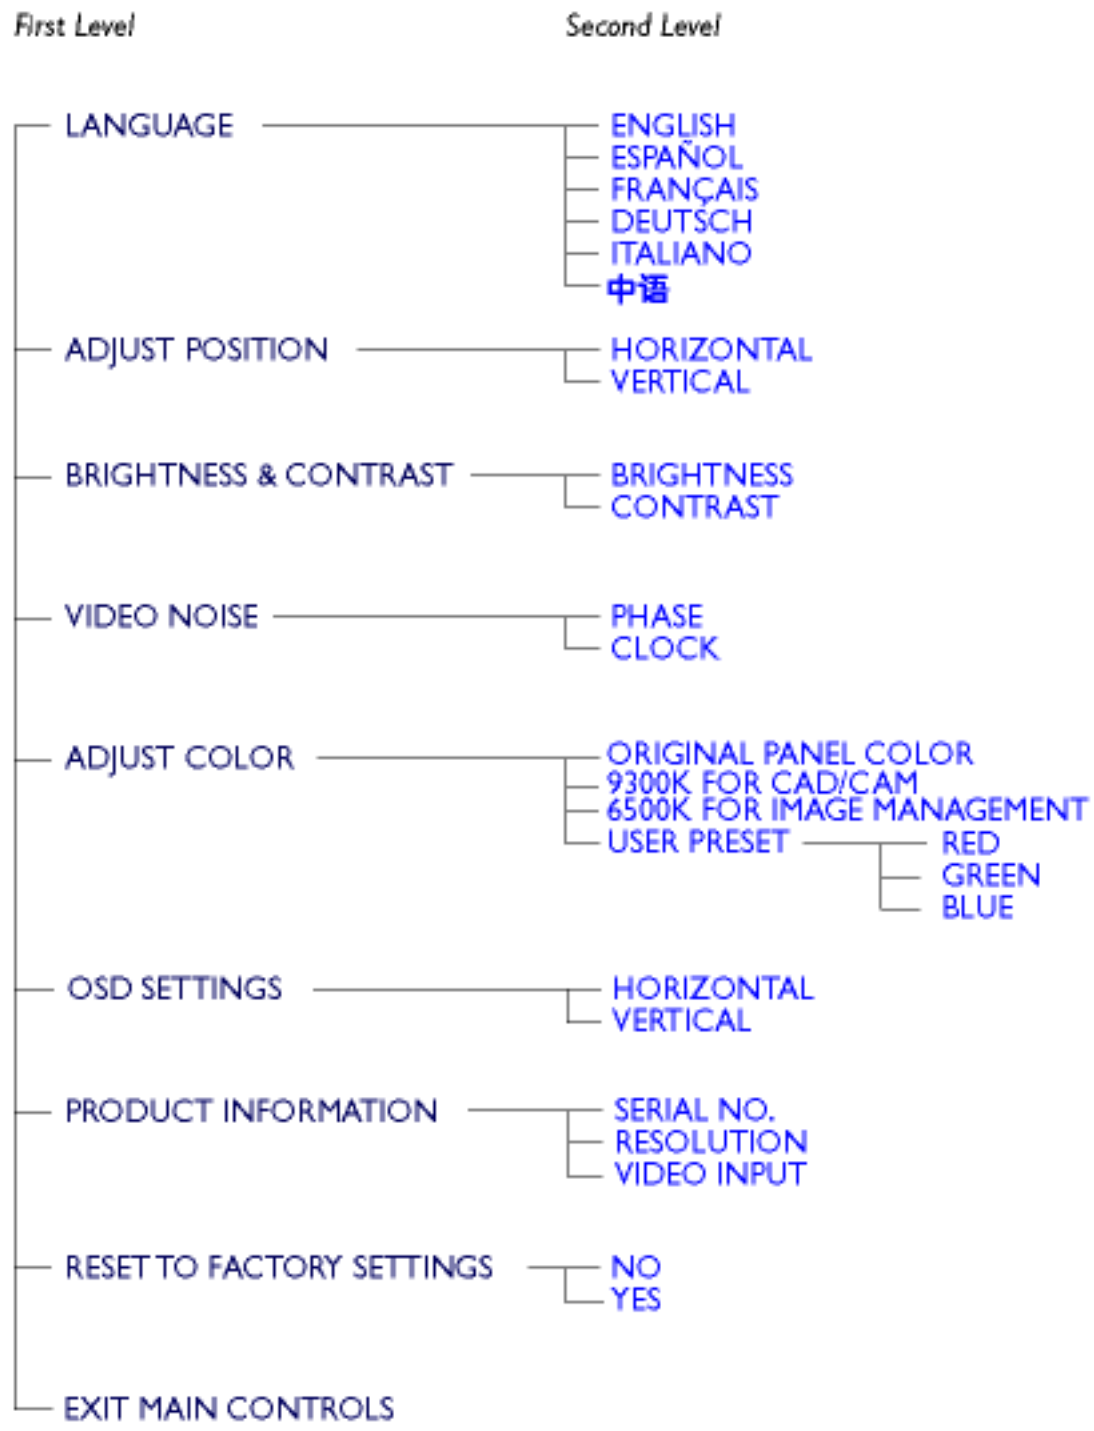 First Level Second Level
LANGUAGE ENGLISH
ESPAÑOL
FRANÇAIS
DEUTSCH
ITALIANO
中语
ADJUST POSITION HORIZONTAL
VERTICAL
BRIGHTNESS & CONTRAST BRIGHTNESS
CONTRAST
VIDEO NOISE PHASE
CLOCK
ADJUST COLOR ORIGINAL PANEL COLOR
9300K FOR CAD/CAM
6500K FOR IMAGE MANAGEMENT
USER PRESET RED
GREEN
BLUE
OSD SETTINGS HORIZONTAL
VERTICAL
PRODUCT INFORMATION SERIAL NO.
RESOLUTION
VIDEO INPUT
RESET TO FACTORY SETTINGS NO
YES
EXIT MAIN CONTROLS